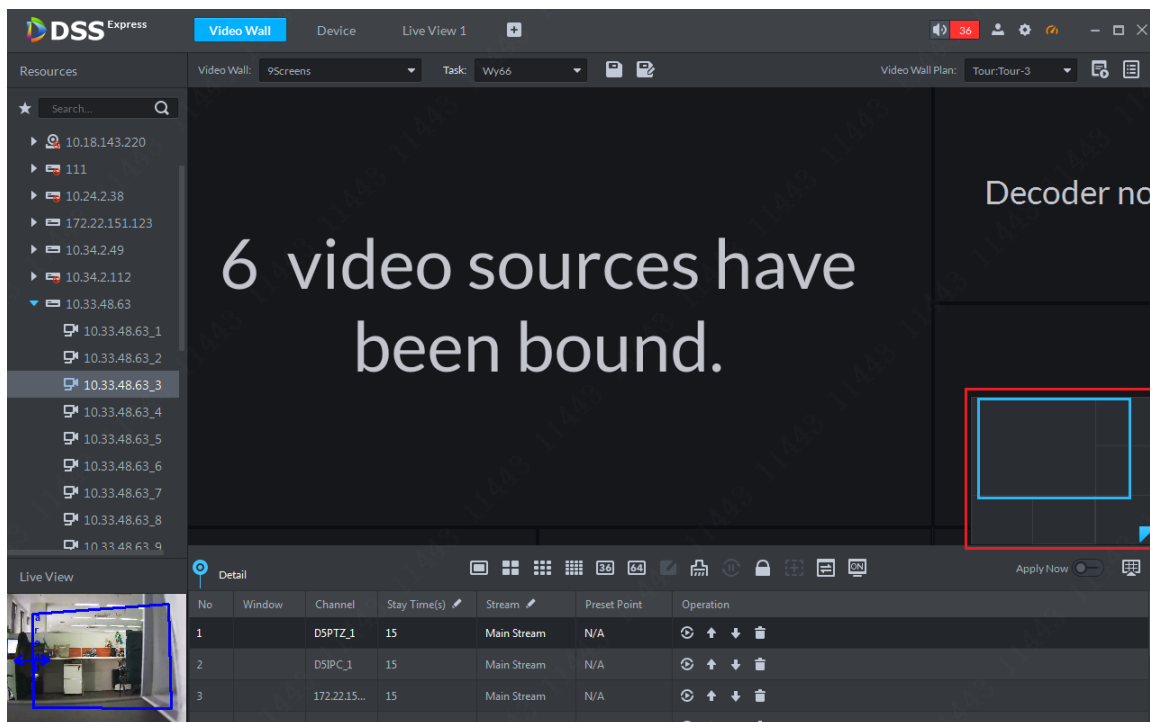 DSS Express
Video Wall Device Live View 1
36
Resources
Video Wall: 9Screens Task: Wy66 Video Wall Plan: Tour:Tour-3
Search...
10.18.143.220
111
10.24.2.38
172.22.151.123
10.34.2.49
10.34.2.112
10.33.48.63
10.33.48.63_1
10.33.48.63_2
10.33.48.63_3
10.33.48.63_4
10.33.48.63_5
10.33.48.63_6
10.33.48.63_7
10.33.48.63_8
10.33.48.63_9
6 video sources have
been bound.
Decoder no
Live View
Detail 36 64 ON Apply Now
No Window Channel Stay Time(s) Stream Preset Point Operation
1 D5PTZ_1 15 Main Stream N/A
2 D5IPC_1 15 Main Stream N/A
3 172.22.15... 15 Main Stream N/A